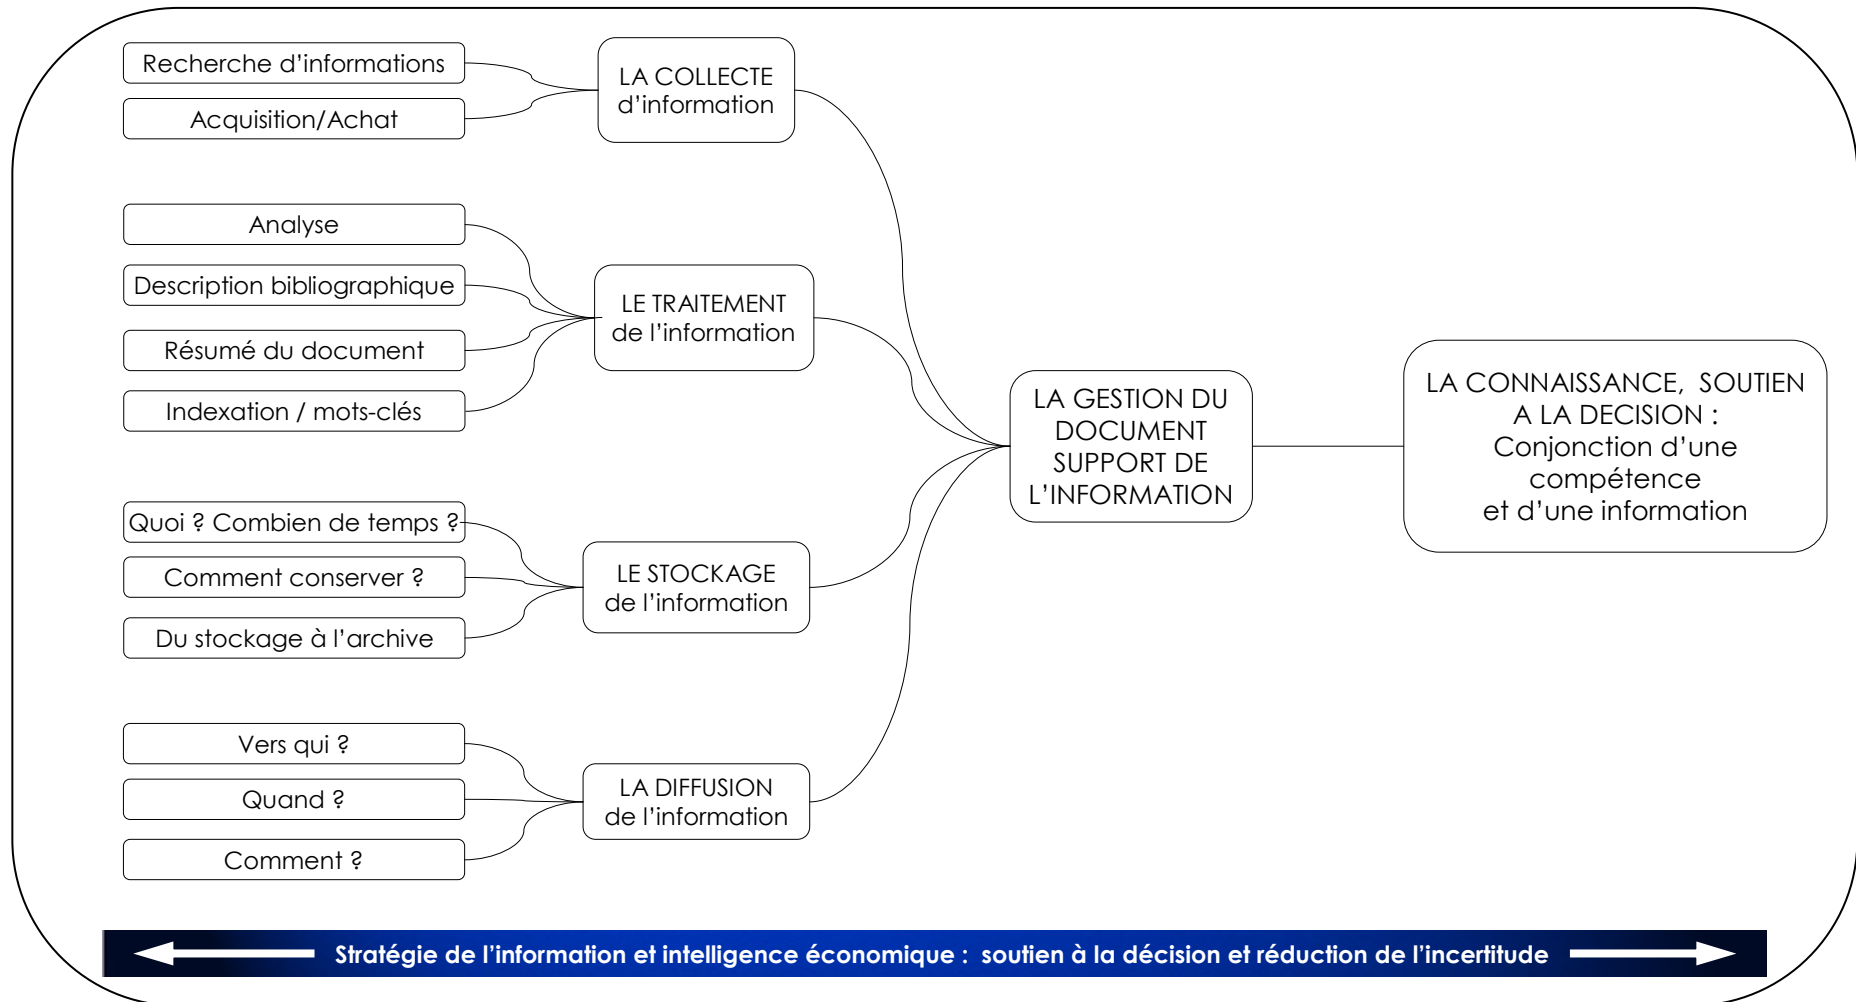 Recherche d’informations
Acquisition/Achat
LA COLLECTE
d’information
Analyse
Description bibliographique
Résumé du document
Indexation / mots-clés
LE TRAITEMENT
de l’information
Quoi ? Combien de temps ?
Comment conserver ?
Du stockage à l’archive
LE STOCKAGE
de l’information
Vers qui ?
Quand ?
Comment ?
LA DIFFUSION
de l’information
LA GESTION DU
DOCUMENT
SUPPORT DE
L’INFORMATION
LA CONNAISSANCE,  SOUTIEN
A LA DECISION :
Conjonction d’une
compétence
et d’une information
Stratégie de l’information et intelligence économique :  soutien à la décision et réduction de l’incertitude